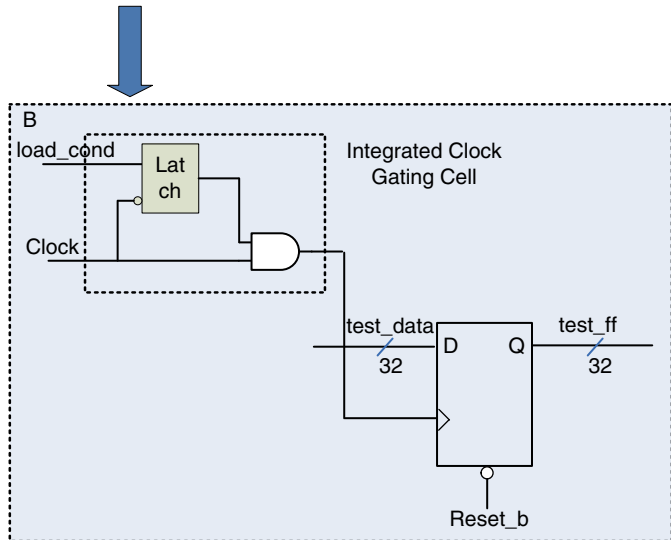 B
load_cond
Lat
ch
Integrated Clock
Gating Cell
Clock
test_data
test_ff
D
Q
32
32
Reset_b